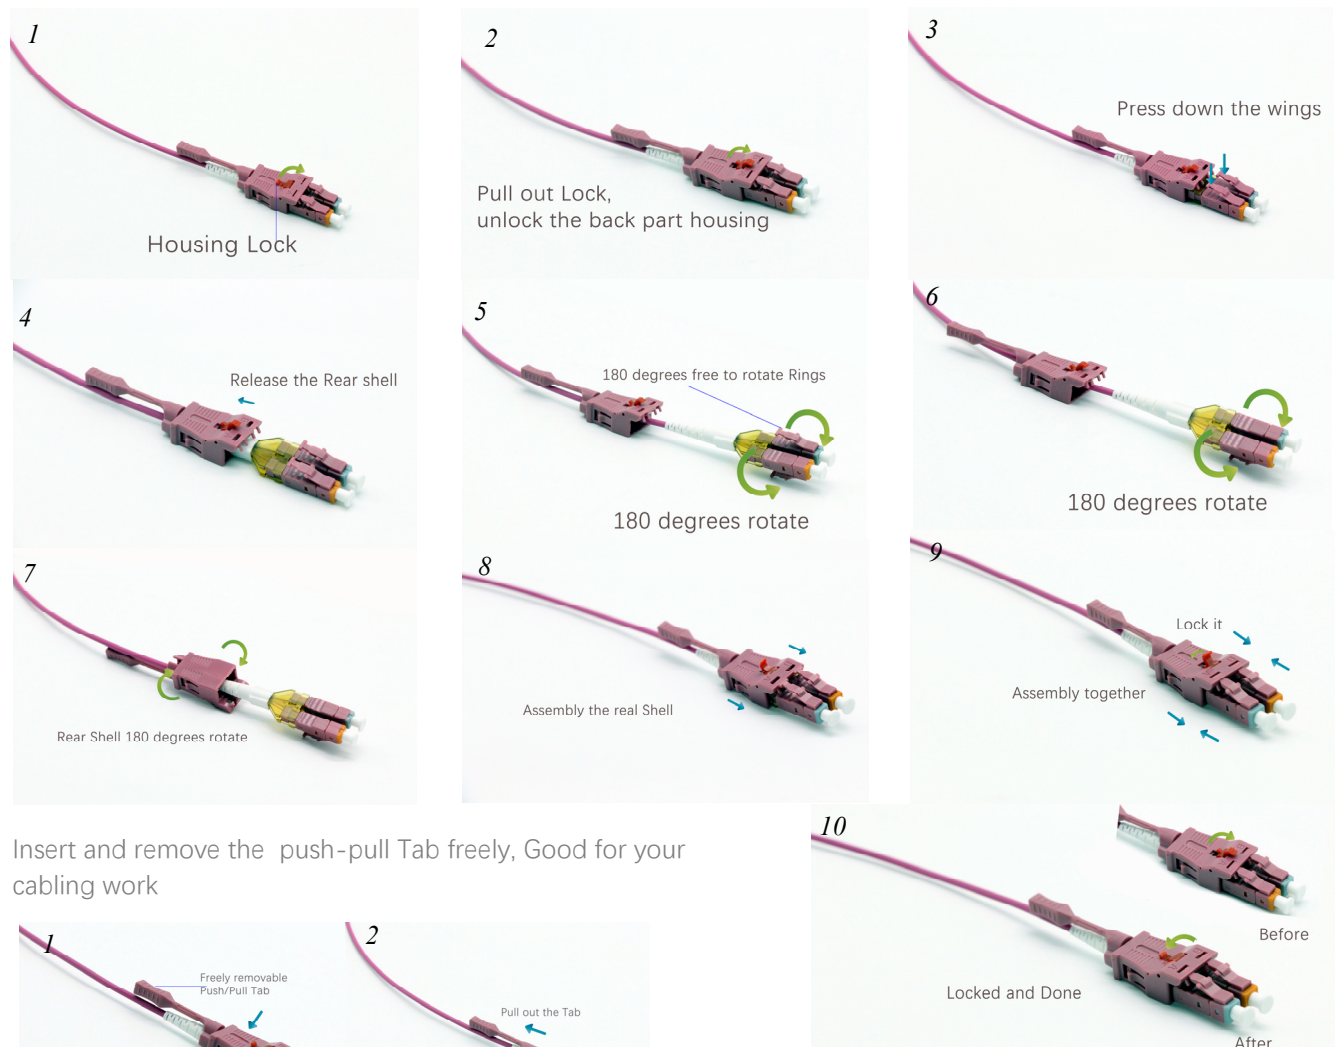 1
Housing Lock
2
Pull out Lock,
unlock the back part housing
3
Press down the wings
4
Release the Rear shell
5
180 degrees free to rotate Rings
180 degrees rotate
6
180 degrees rotate
7
Rear Shell 180 degrees rotate
8
Assembly the real Shell
9
Lock it
Assembly together
10
Before
Locked and Done
After
Insert and remove the push-pull Tab freely, Good for your
cabling work
1
Freely removable
Push/Pull Tab
2
Pull out the Tab